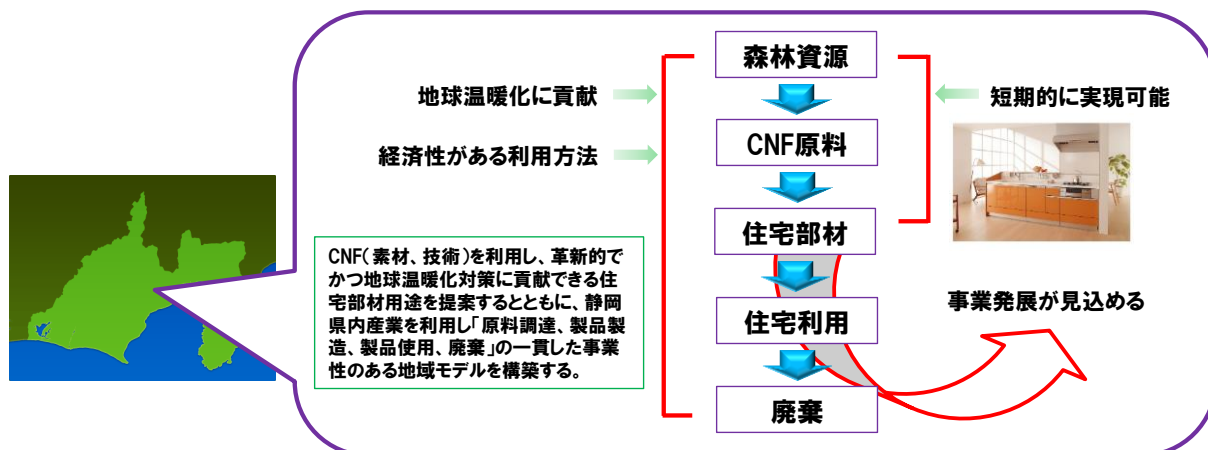 森林資源
地球温暖化に貢献
短期的に実現可能
経済性がある利用方法
CNF原料
住宅部材
CNF(素材、技術)を利用し、革新的で
かつ地球温暖化対策に貢献できる住
宅部材用途を提案するとともに、静岡
県内産業を利用し「原料調達、製品製
造、製品使用、廃棄」の一貫した事業
性のある地域モデルを構築する。
事業発展が見込める
住宅利用
廃棄